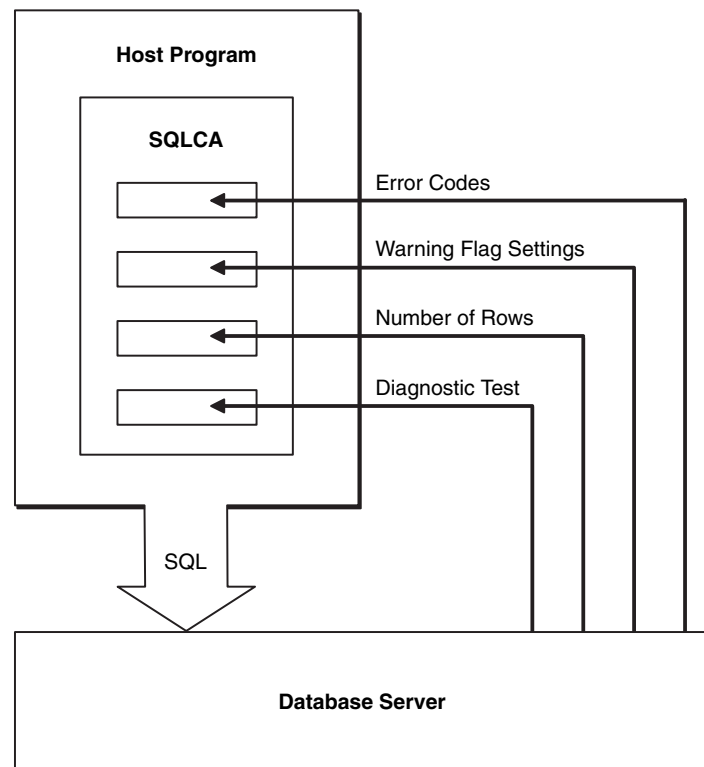 Host Program
SQLCA
Error Codes
Warning Flag Settings
Number of Rows
Diagnostic Test
SQL
Database Server